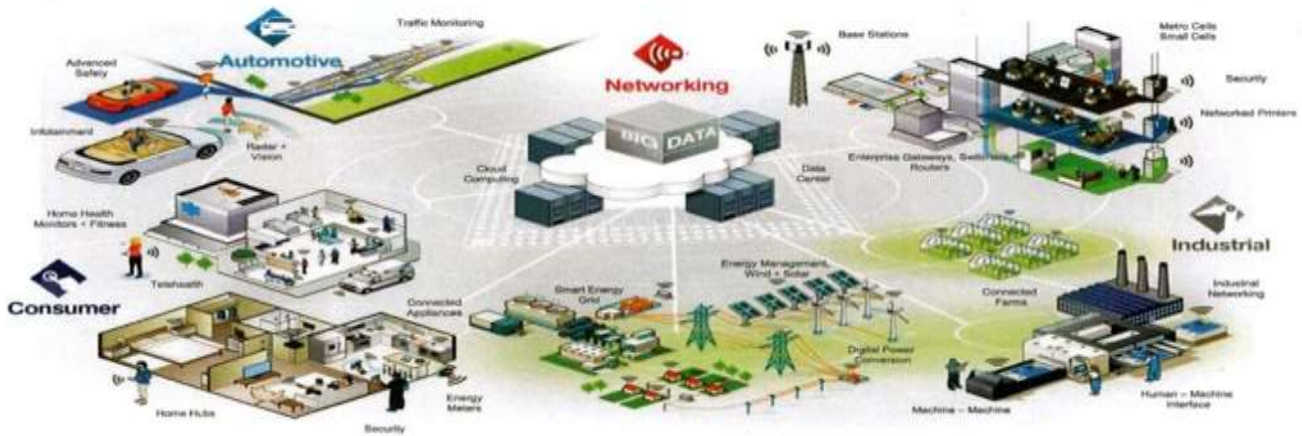 Traffic Monitoring
Automotive
Advanced
Safety
Infotainment
Radar +
Vision
Networking
BIG DATA
Cloud
Computing
Data
Center
Base Stations
Metro Cells
Small Cells
Security
Networked Printers
Enterprise Gateways, Switches,
Routers
Home Health
Monitors + Fitness
Telehealth
Consumer
Connected
Appliances
Home Hubs
Security
Energy
Meters
Smart Energy
Grid
Energy Management,
Wind + Solar
Digital Power
Conversion
Connected
Farms
Industrial
Industrial
Networking
Machine – Machine
Human – Machine
Interface